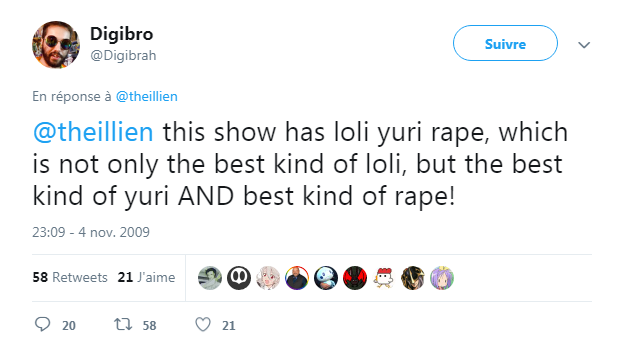 Digibro
@Digibrah
Suivre
En réponse à @theillien
@theillien this show has loli yuri rape, which
is not only the best kind of loli, but the best
kind of yuri AND best kind of rape!
23:09 - 4 nov. 2009
58 Retweets 21 J'aime
20 58 21